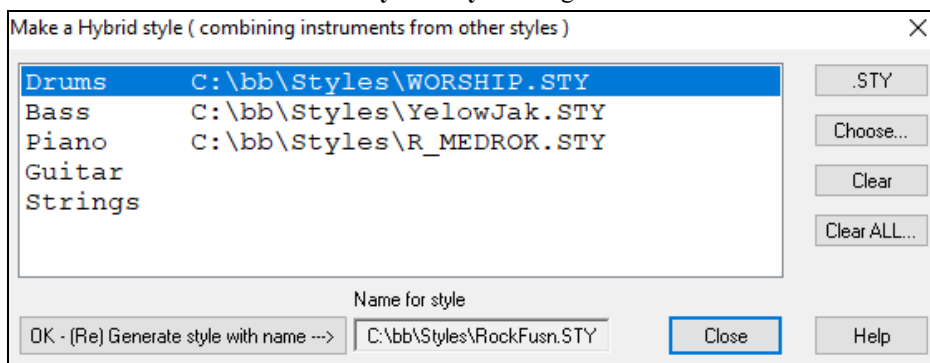 Make a Hybrid style ( combining instruments from other styles )
Drums C:\bb\Styles\WORSHIP.STY
Bass C:\bb\Styles\YelowJak.STY
Piano C:\bb\Styles\R_MEDROK.STY
Guitar
Strings
.STY
Choose...
Clear
Clear ALL...
Name for style
OK - (Re) Generate style with name ---> C:\bb\Styles\RockFusn.STY Close Help